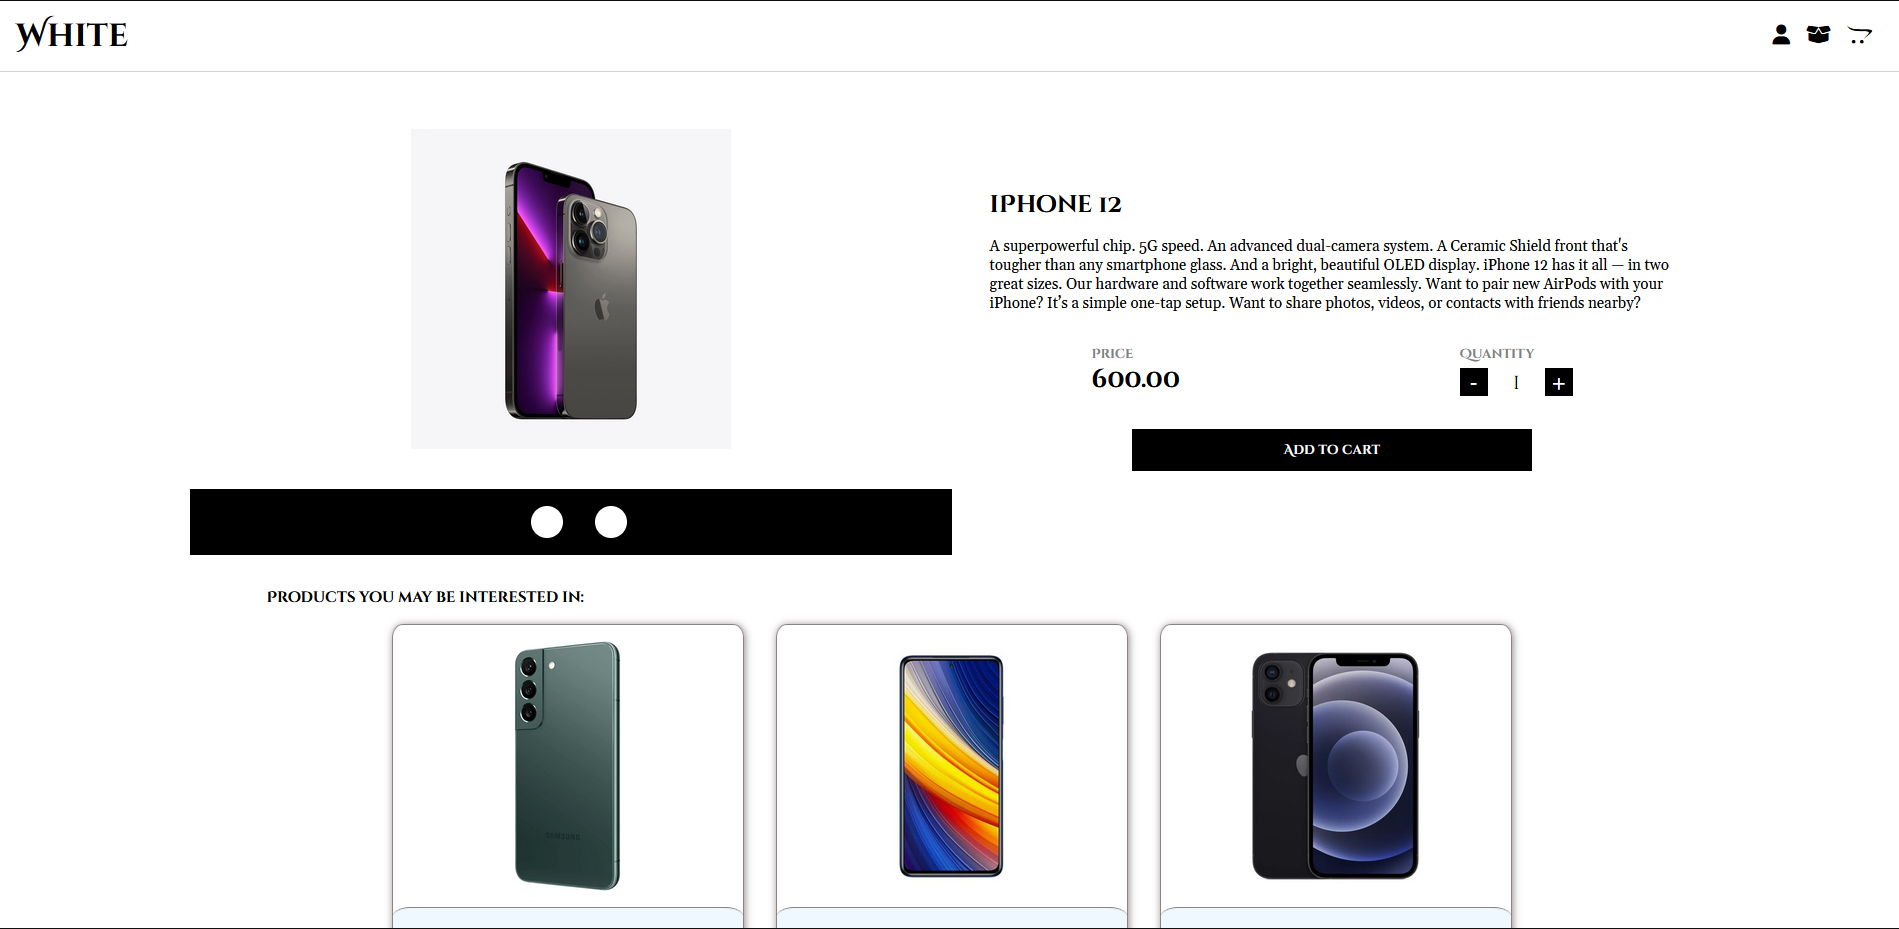 WHITE
IPHONE 12
A superpowerful chip. 5G speed. An advanced dual-camera system. A Ceramic Shield front that's
tougher than any smartphone glass. And a bright, beautiful OLED display. iPhone 12 has it all — in two
great sizes. Our hardware and software work together seamlessly. Want to pair new AirPods with your
iPhone? It's a simple one-tap setup. Want to share photos, videos, or contacts with friends nearby?
PRICE
600.00
QUANTITY
- 1 +
ADD TO CART
PRODUCTS YOU MAY BE INTERESTED IN:
SAMSUNG